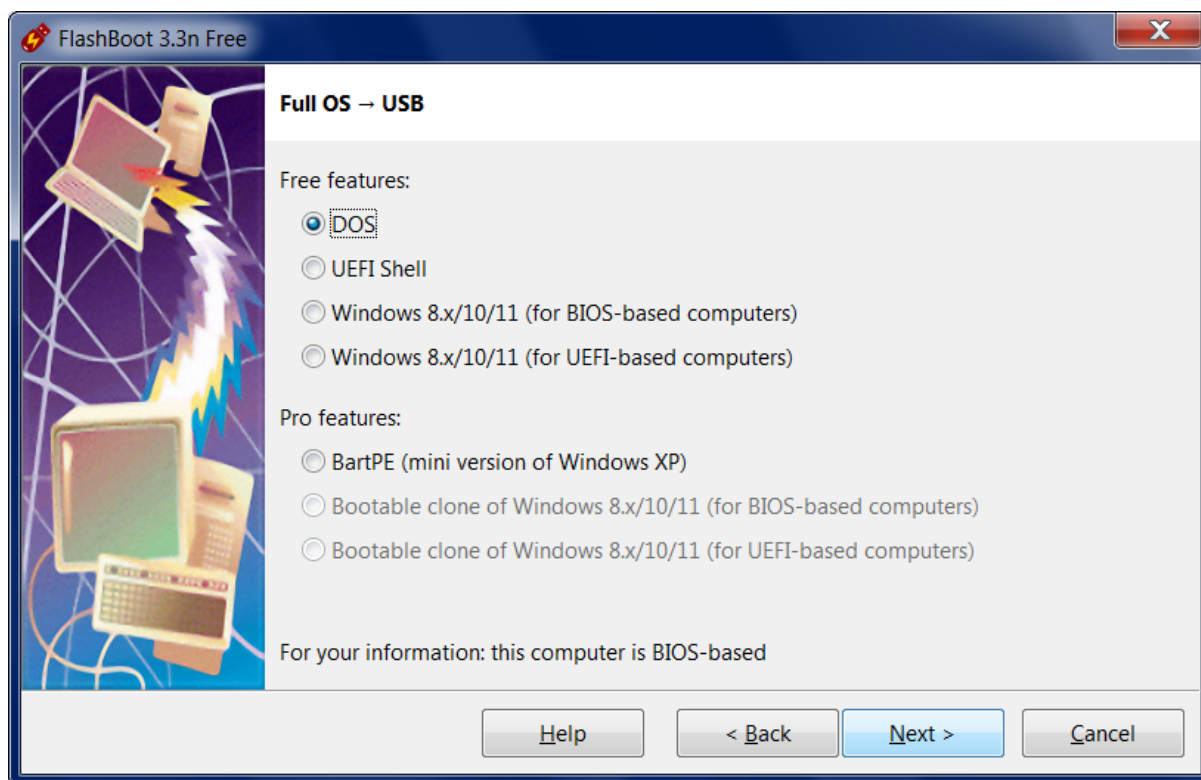 FlashBoot 3.3n Free
Full OS → USB
Free features:
DOS
UEFI Shell
Windows 8.x/10/11 (for BIOS-based computers)
Windows 8.x/10/11 (for UEFI-based computers)
Pro features:
BartPE (mini version of Windows XP)
Bootable clone of Windows 8.x/10/11 (for BIOS-based computers)
Bootable clone of Windows 8.x/10/11 (for UEFI-based computers)
For your information: this computer is BIOS-based
Help < Back Next > Cancel